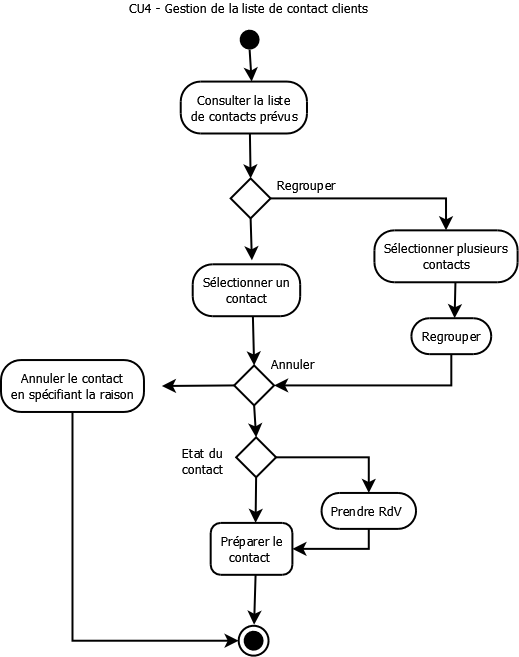 CU4 - Gestion de la liste de contact clients
Consulter la liste
de contacts prévus
Regrouper
Sélectionner plusieurs
contacts
Sélectionner un
contact
Regrouper
Annuler
Annuler le contact
en spécifiant la raison
Etat du
contact
Prendre RdV
Préparer le
contact